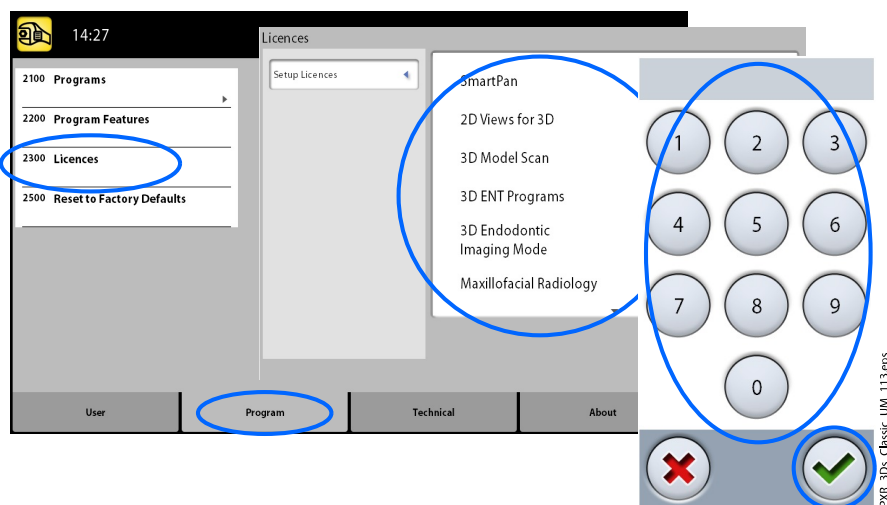 14:27
Licences
2100 Programs
2200 Program Features
2300 Licences
2500 Reset to Factory Defaults
Setup Licences
SmartPan
2D Views for 3D
3D Model Scan
3D ENT Programs
3D Endodontic
Imaging Mode
Maxillofacial Radiology
1 2 3
4 5 6
7 8 9
0
User Program Technical About
PXR_3Ds_Classic_UM_113.eps